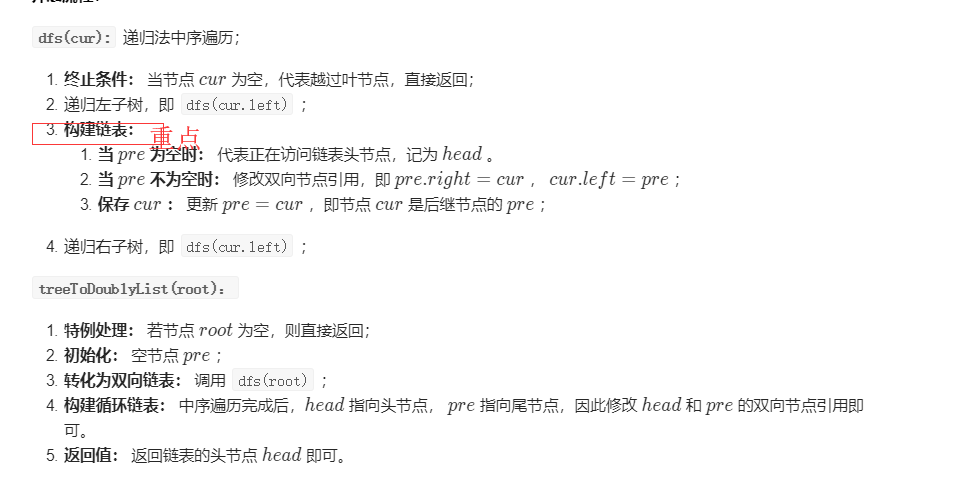 dfs(cur): 递归法中序遍历；
1. 终止条件： 当节点 cur 为空，代表越过叶节点，直接返回；
2. 递归左子树，即 dfs(cur.left) ；
3. 构建链表：
重点
1. 当 pre 为空时： 代表正在访问链表头节点，记为 head 。
2. 当 pre 不为空时： 修改双向节点引用，即 pre.right = cur ， cur.left = pre ；
3. 保存 cur ： 更新 pre = cur ，即节点 cur 是后继节点的 pre ；
4. 递归右子树，即 dfs(cur.left) ；
treeToDoublyList(root)：
1. 特例处理： 若节点 root 为空，则直接返回；
2. 初始化： 空节点 pre ；
3. 转化为双向链表： 调用 dfs(root) ；
4. 构建循环链表： 中序遍历完成后，head 指向头节点， pre 指向尾节点，因此修改 head 和 pre 的双向节点引用即
可。
5. 返回值： 返回链表的头节点 head 即可。